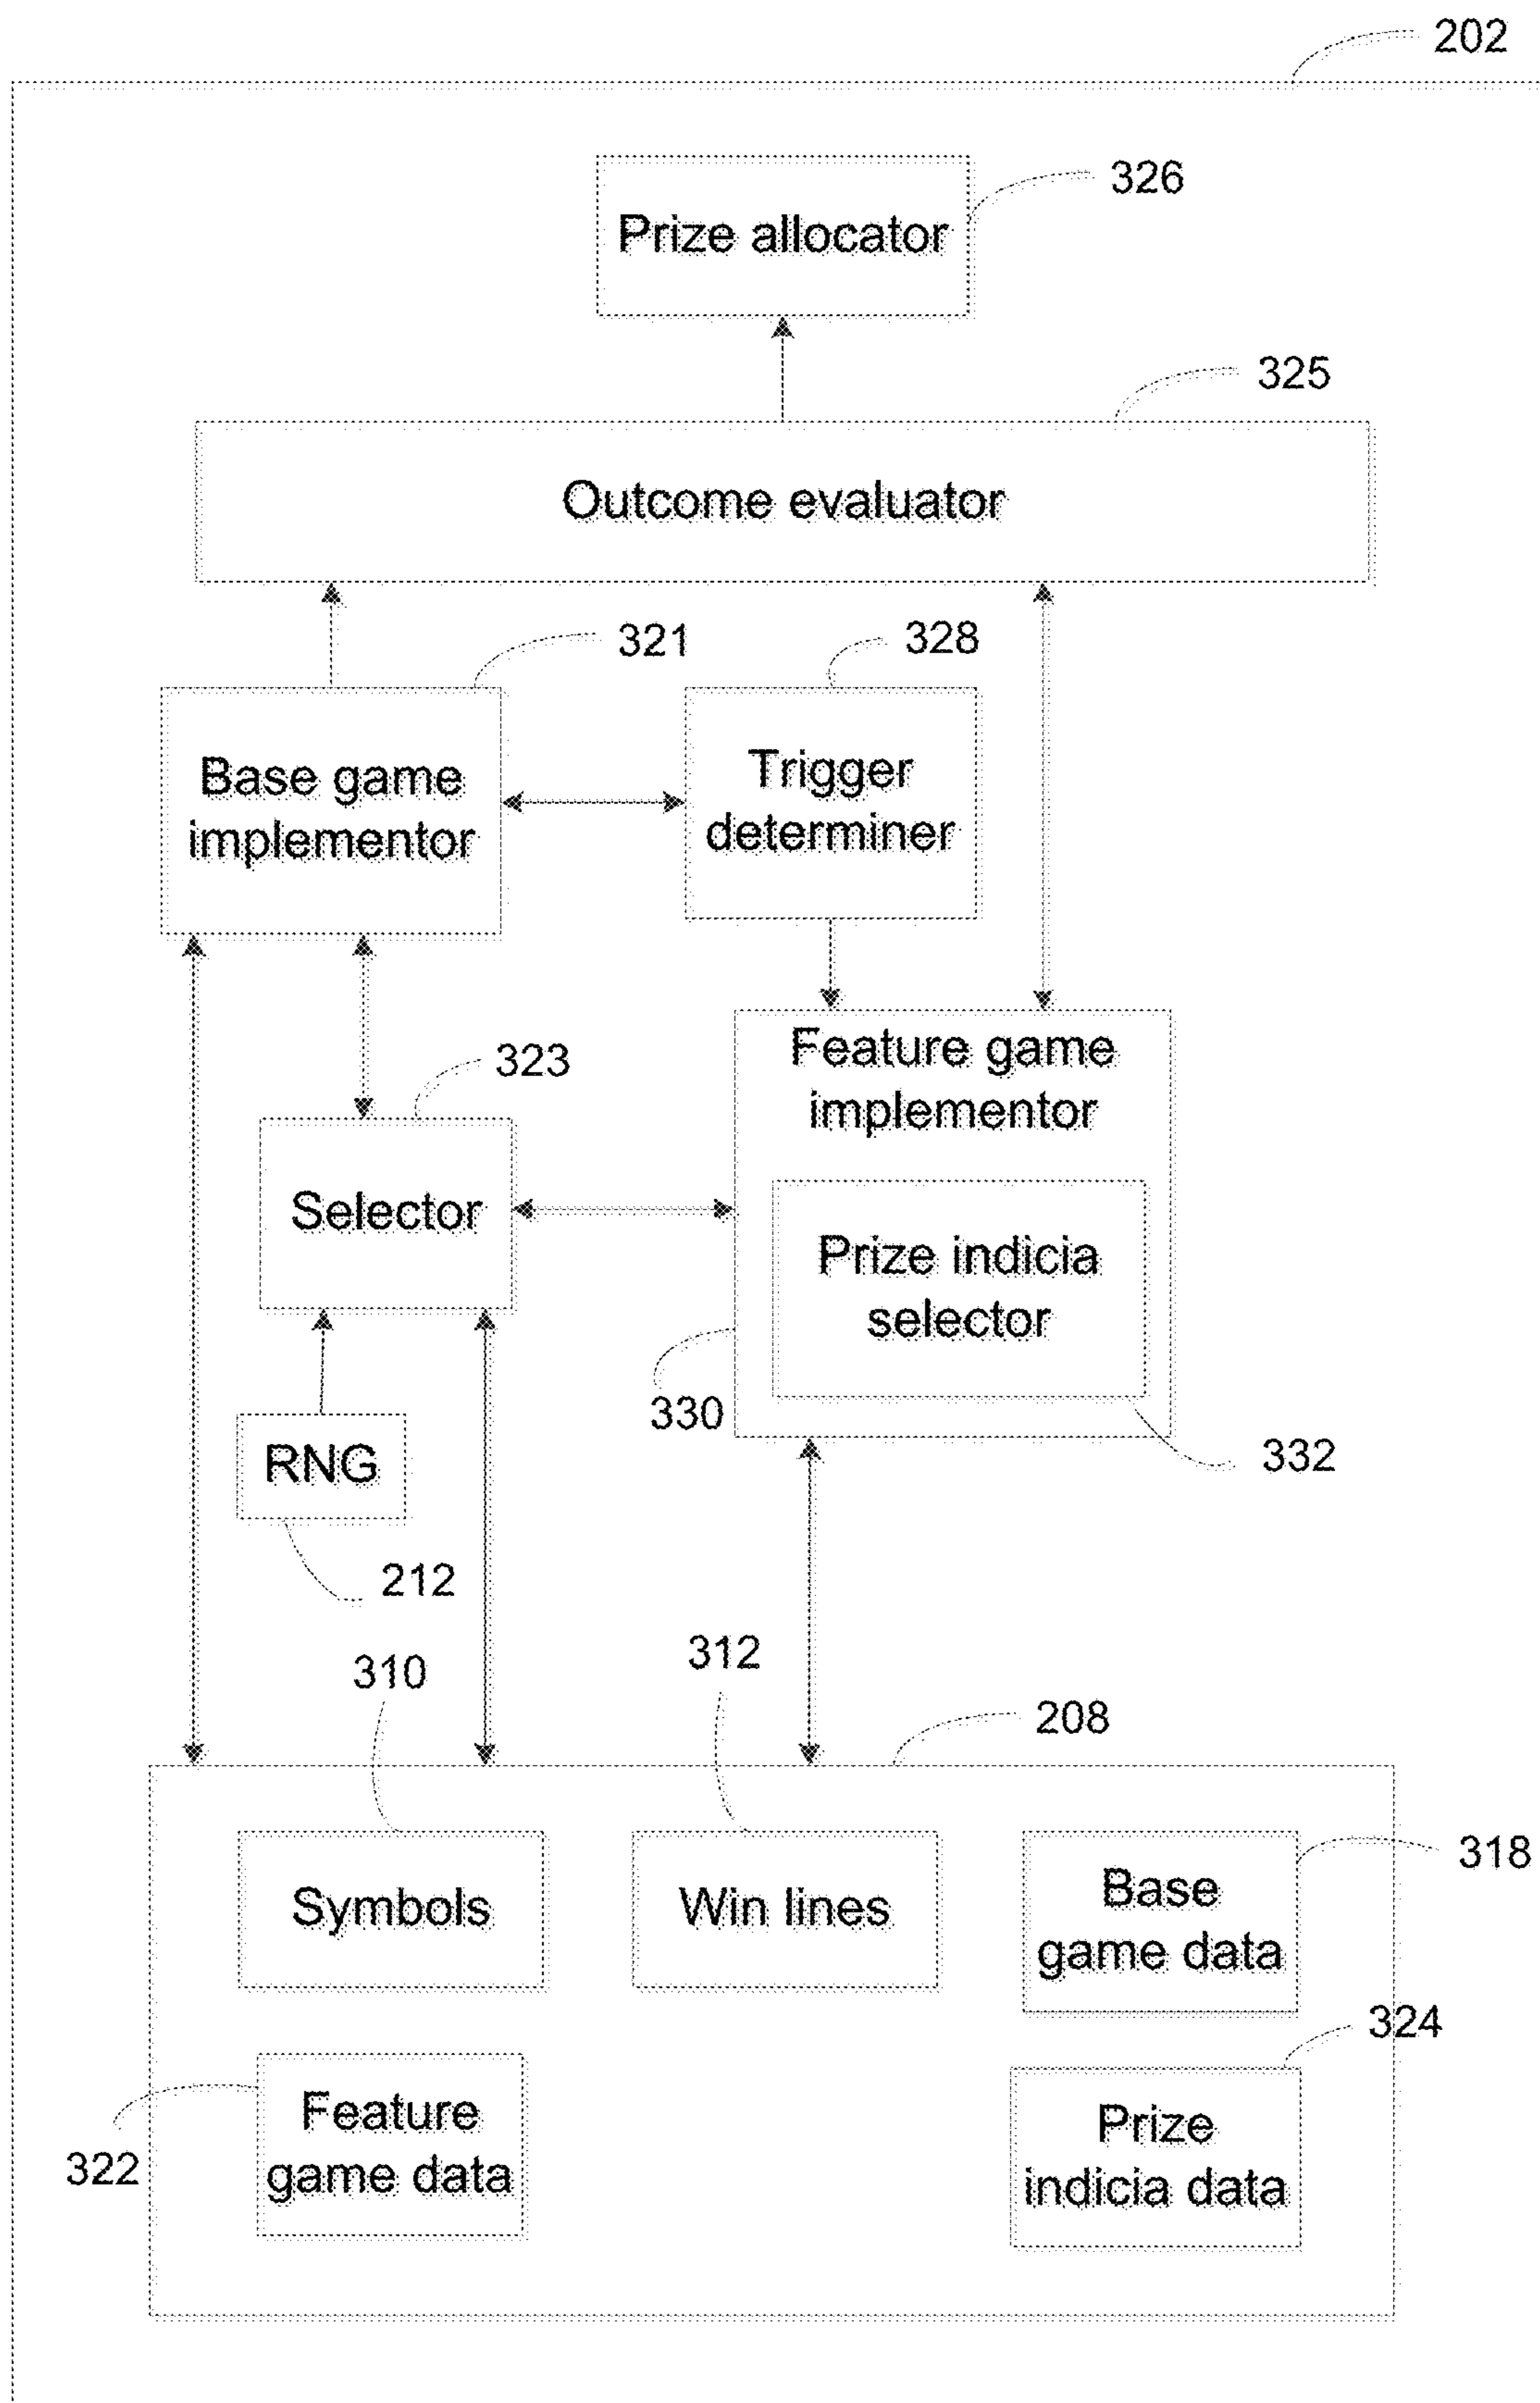 202
326
Prize allocator
325
Outcome evaluator
321
328
Base game
implementor
Trigger
determiner
323
Feature game
implementor
Selector
Prize indicia
selector
330
332
RNG
212
310
312
208
318
Symbols
Win lines
Base
game data
324
322
Feature
game data
Prize
indicia data